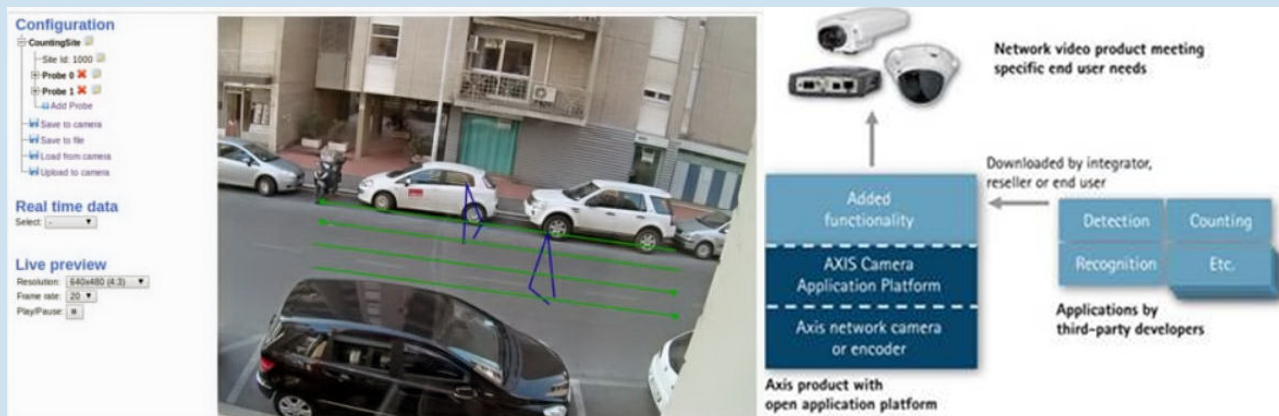 Configuration
CountingSite
Site Id: 1000
Probe 0
Probe 1
Add Probe
Save to camera
Save to file
Load from camera
Upload to camera
Real time data
Select: -
Live preview
Resolution: 640x480 (4:3)
Frame rate: 20
Play/Pause:
Network video product meeting
specific end user needs
Downloaded by integrator,
reseller or end user
Added
functionality
AXIS Camera
Application Platform
Axis network camera
or encoder
Axis product with
open application platform
Detection
Counting
Recognition
Etc.
Applications by
third-party developers